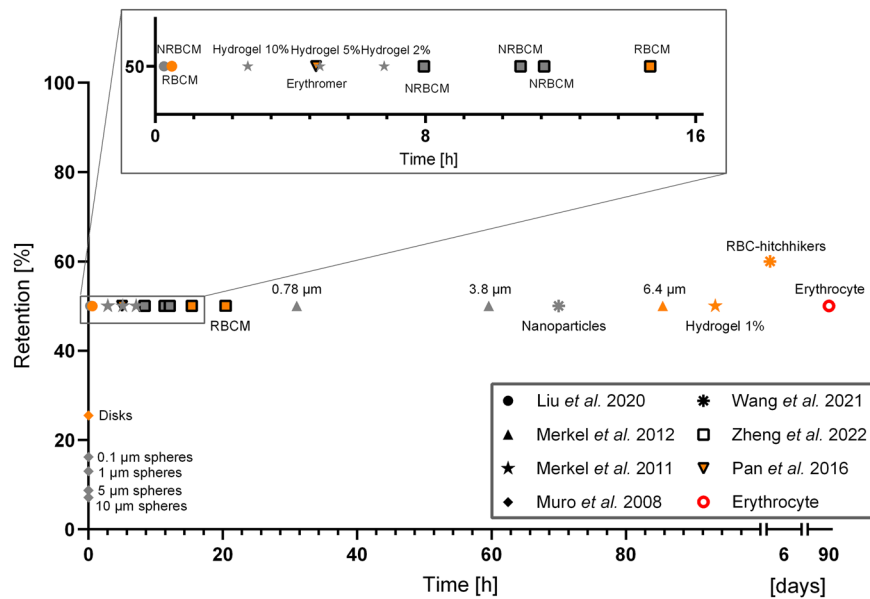 NRBCM
Hydrogel 10%
Hydrogel 5%
Hydrogel 2%
NRBCM
RBCM
50
RBCM
Erythromer
NRBCM
NRBCM
0
8
16
Time [h]
100
80
60
40
20
0
Retention [%]
RBC-hitchhikers
0.78 µm
3.8 µm
6.4 µm
Erythrocyte
RBCM
Nanoparticles
Hydrogel 1%
Disks
0.1 µm spheres
1 µm spheres
5 µm spheres
10 µm spheres
Liu et al. 2020
Wang et al. 2021
Merkel et al. 2012
Zheng et al. 2022
Merkel et al. 2011
Pan et al. 2016
Muro et al. 2008
Erythrocyte
0
20
40
60
80
6
90
Time [h]
[days]